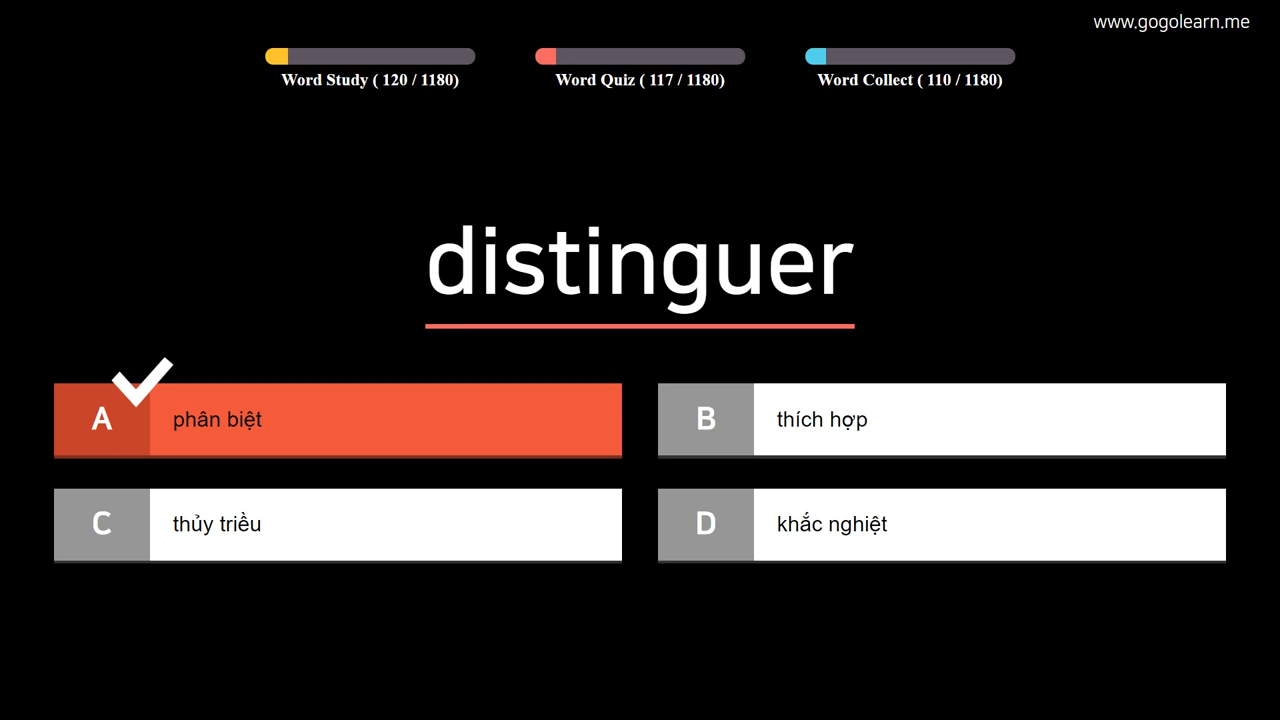 www.gogolearn.me
Word Study ( 120 / 1180)
Word Quiz ( 117 / 1180)
Word Collect ( 110 / 1180)
distinguer
A phân biệt
B thích hợp
C thủy triều
D khắc nghiệt